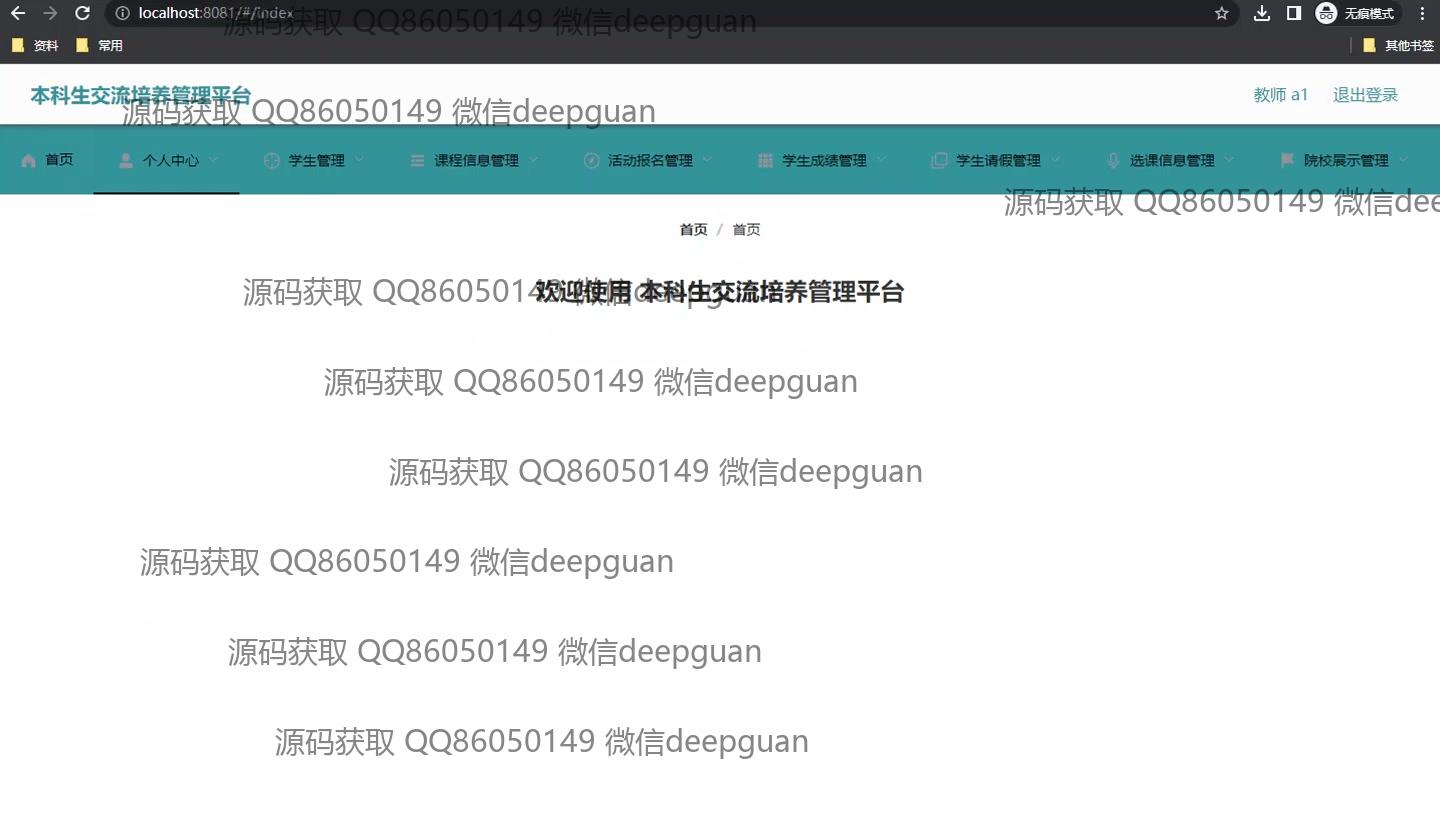 localhost:8081/#/index
源码获取 QQ86050149 微信deepguan
无痕模式
资料 常用 其他书签
本科生交流培养管理平台 教师 a1 退出登录
源码获取 QQ86050149 微信deepguan
首页 个人中心 学生管理 课程信息管理 活动报名管理 学生成绩管理 学生请假管理 选课信息管理 院校展示管理
源码获取 QQ86050149 微信dee
首页 / 首页
源码获取 QQ86050149 微信deepguan
欢迎使用 本科生交流培养管理平台
源码获取 QQ86050149 微信deepguan
源码获取 QQ86050149 微信deepguan
源码获取 QQ86050149 微信deepguan
源码获取 QQ86050149 微信deepguan
源码获取 QQ86050149 微信deepguan